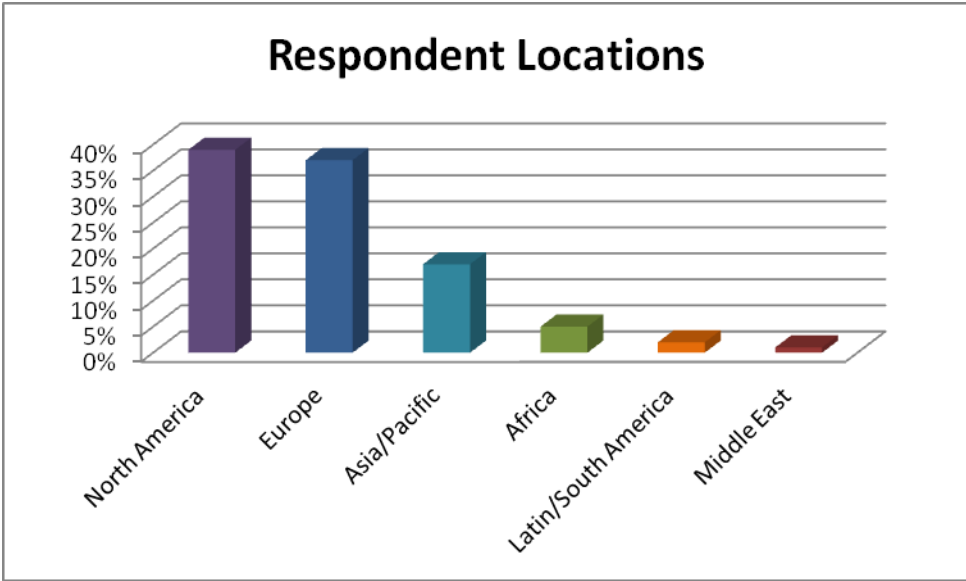 Respondent Locations
40%
35%
30%
25%
20%
15%
10%
5%
0%
North America
Europe
Asia/Pacific
Africa
Latin/South America
Middle East